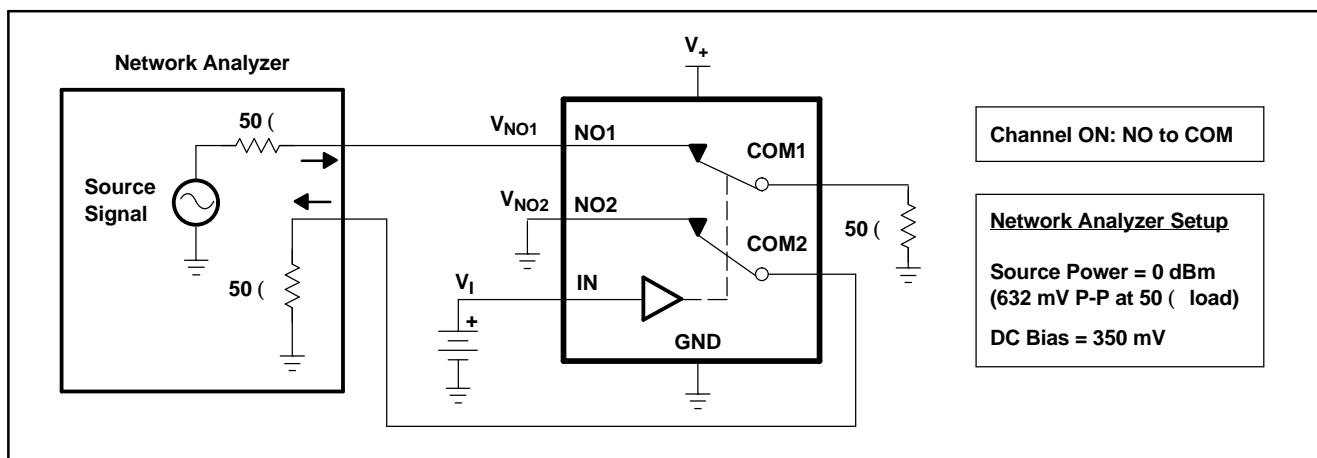 V+
Network Analyzer
50 (
VNO1
NO1
COM1
Channel ON: NO to COM
Source
Signal
VNO2
NO2
50 (
COM2
50 (
VI
IN
+
GND
Network Analyzer Setup
Source Power = 0 dBm
(632 mV P-P at 50 ( load)
DC Bias = 350 mV